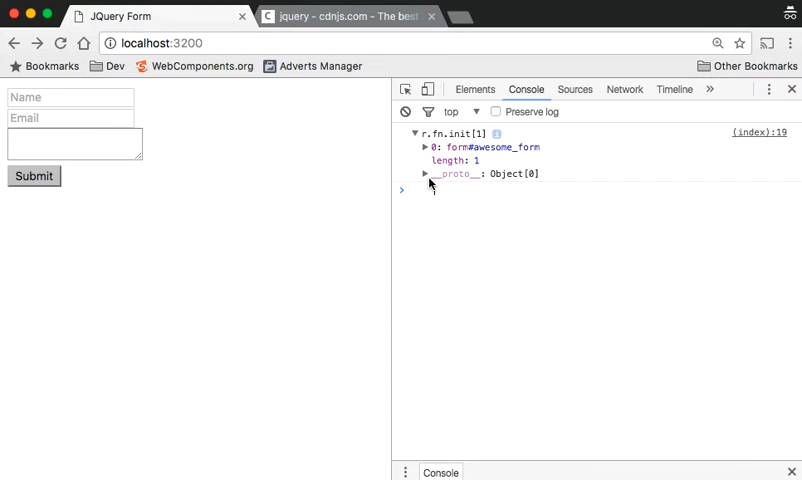 JQuery Form
jquery - cdnjs.com - The best
localhost:3200
Bookmarks
Dev
WebComponents.org
Adverts Manager
Other Bookmarks
Name
Email
Submit
Elements
Console
Sources
Network
Timeline
top
Preserve log
r.fn.init[1]
(index):19
0: form#awesome_form
length: 1
__proto__: Object[0]
Console